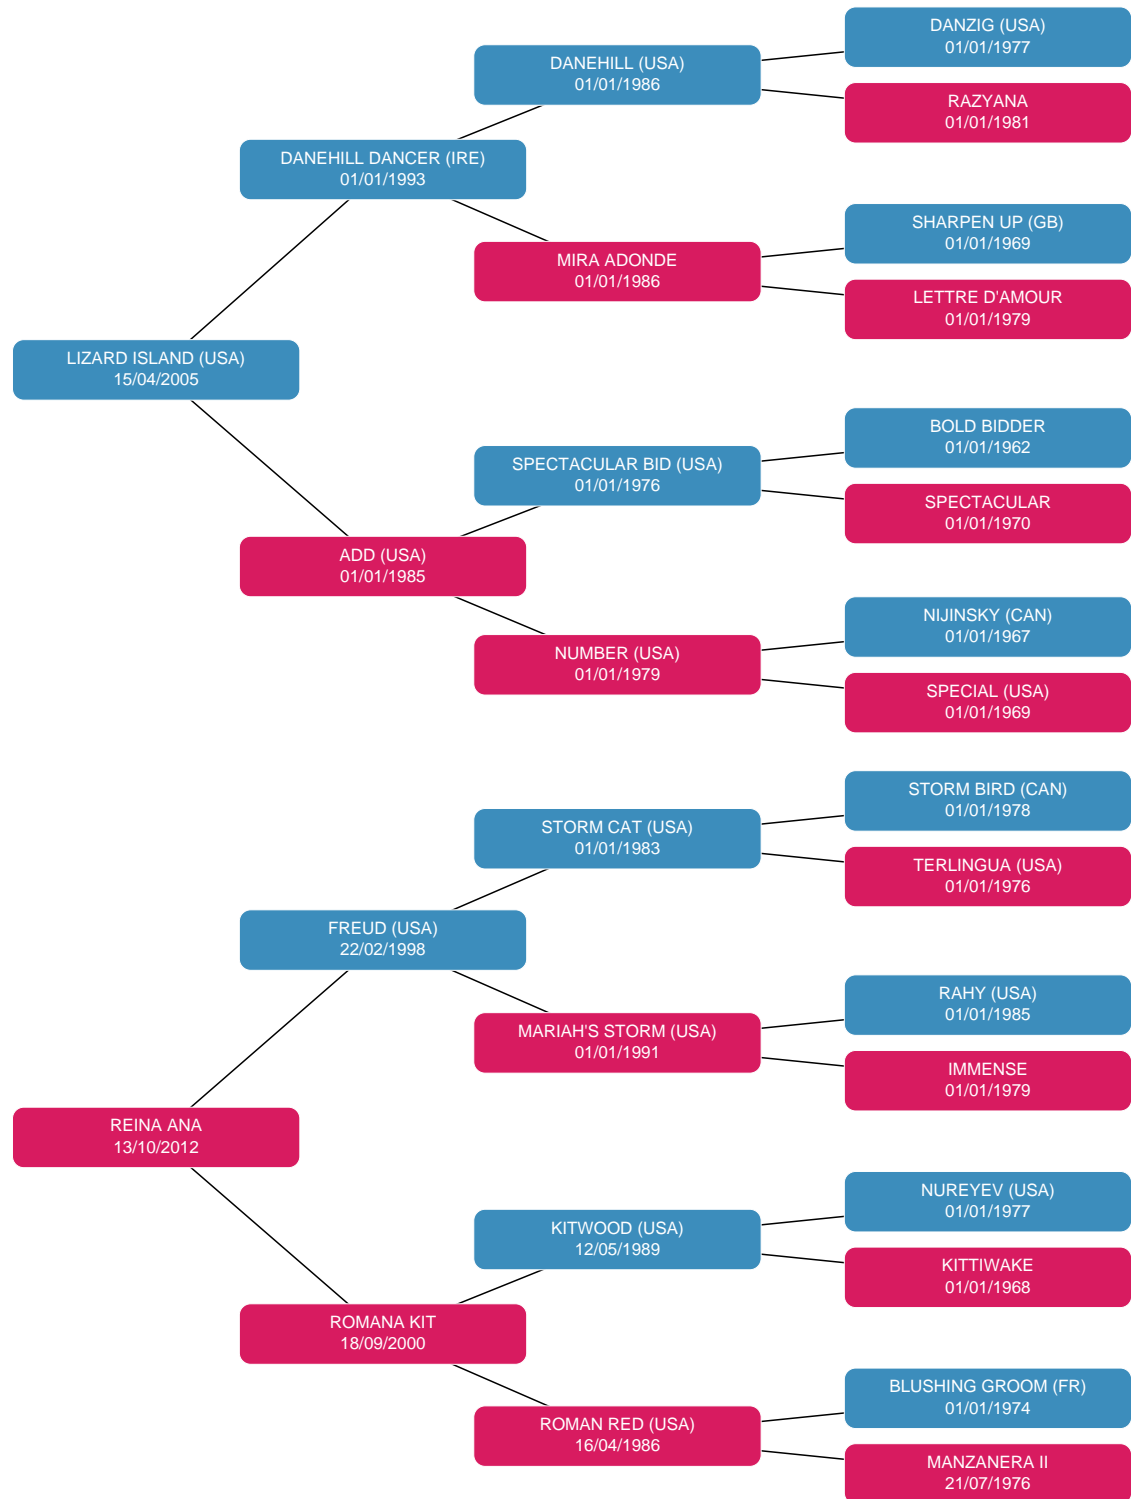 DANZIG (USA)
01/01/1977
DANEHILL (USA)
01/01/1986
RAZYANA
01/01/1981
DANEHILL DANCER (IRE)
01/01/1993
SHARPEN UP (GB)
01/01/1969
MIRA ADONDE
01/01/1986
LETTRE D'AMOUR
01/01/1979
LIZARD ISLAND (USA)
15/04/2005
BOLD BIDDER
01/01/1962
SPECTACULAR BID (USA)
01/01/1976
SPECTACULAR
01/01/1970
ADD (USA)
01/01/1985
NIJINSKY (CAN)
01/01/1967
NUMBER (USA)
01/01/1979
SPECIAL (USA)
01/01/1969
STORM BIRD (CAN)
01/01/1978
STORM CAT (USA)
01/01/1983
TERLINGUA (USA)
01/01/1976
FREUD (USA)
22/02/1998
RAHY (USA)
01/01/1985
MARIAH'S STORM (USA)
01/01/1991
IMMENSE
01/01/1979
REINA ANA
13/10/2012
NUREYEV (USA)
01/01/1977
KITWOOD (USA)
12/05/1989
KITTIWAKE
01/01/1968
ROMANA KIT
18/09/2000
BLUSHING GROOM (FR)
01/01/1974
ROMAN RED (USA)
16/04/1986
MANZANERA II
21/07/1976